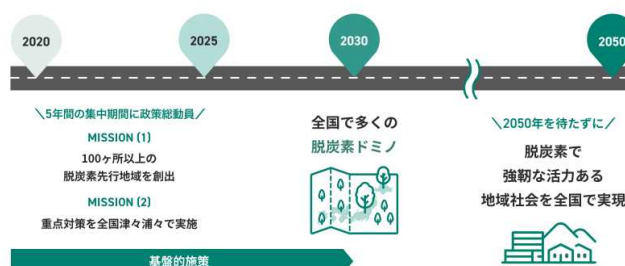 2020
2025
2030
2050
＼5年間の集中期間に政策総動員／
MISSION (1)
100ヶ所以上の
脱炭素先行地域を創出
MISSION (2)
重点対策を全国津々浦々で実施
全国で多くの
脱炭素ドミノ
＼2050年を待たずに／
脱炭素で
強靭な活力ある
地域社会を全国で実現
基盤的施策